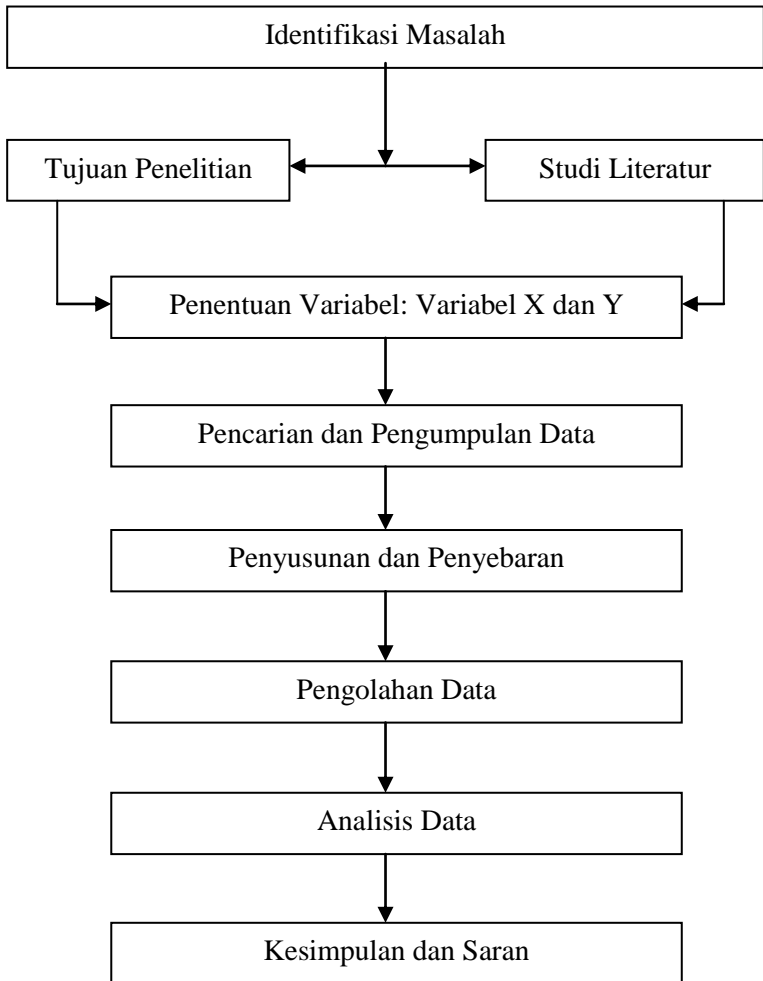 Identifikasi Masalah
Tujuan Penelitian
Studi Literatur
Penentuan Variabel: Variabel X dan Y
Pencarian dan Pengumpulan Data
Penyusunan dan Penyebaran
Pengolahan Data
Analisis Data
Kesimpulan dan Saran